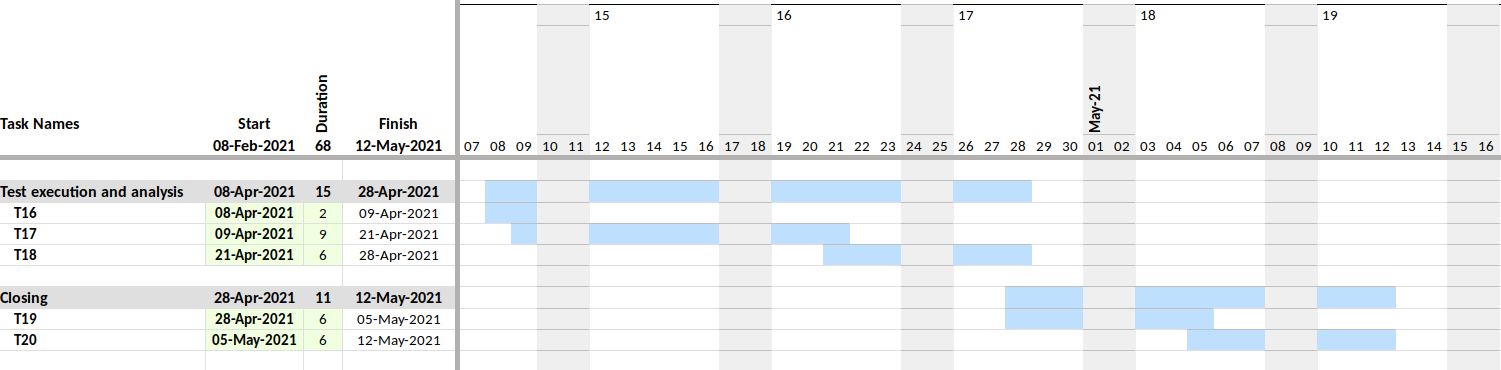 15 16 17 18 19
Duration
May-21
Task Names Start Finish
08-Feb-2021 68 12-May-2021 07 08 09 10 11 12 13 14 15 16 17 18 19 20 21 22 23 24 25 26 27 28 29 30 01 02 03 04 05 06 07 08 09 10 11 12 13 14 15 16
Test execution and analysis 08-Apr-2021 15 28-Apr-2021
T16 08-Apr-2021 2 09-Apr-2021
T17 09-Apr-2021 9 21-Apr-2021
T18 21-Apr-2021 6 28-Apr-2021
Closing 28-Apr-2021 11 12-May-2021
T19 28-Apr-2021 6 05-May-2021
T20 05-May-2021 6 12-May-2021